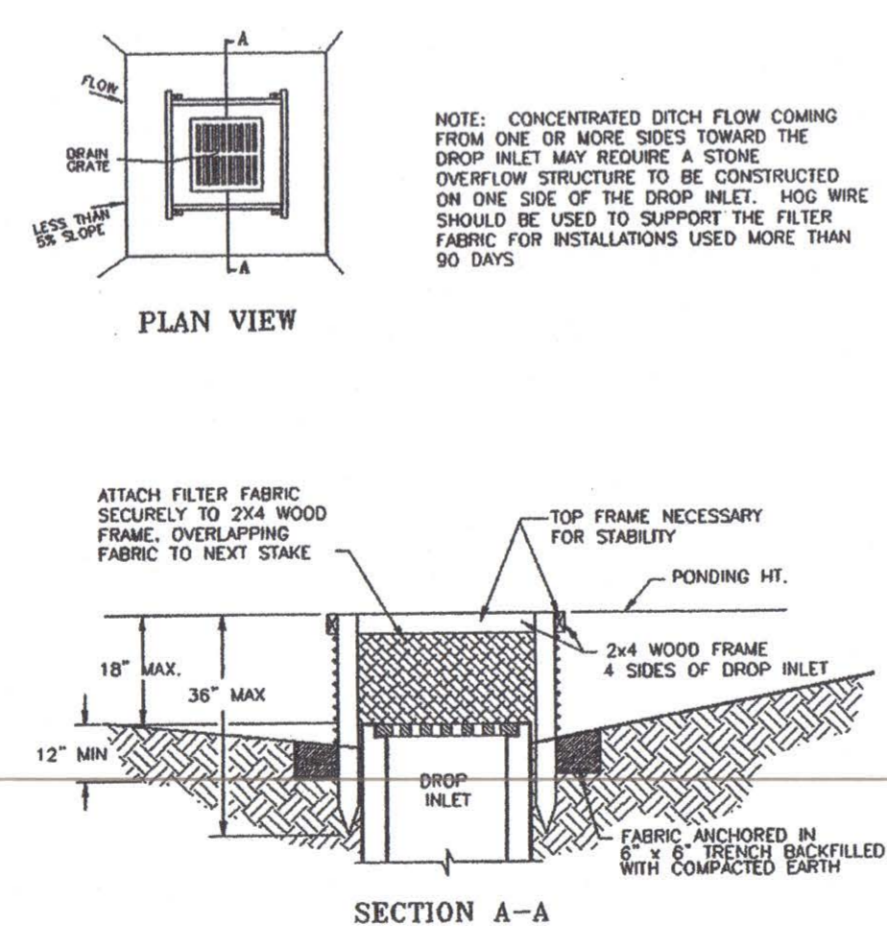 A
FLOW
DRAIN
GRATE
LESS THAN
5% SLOPE
A
PLAN VIEW
NOTE: CONCENTRATED DITCH FLOW COMING
FROM ONE OR MORE SIDES TOWARD THE
DROP INLET MAY REQUIRE A STONE
OVERFLOW STRUCTURE TO BE CONSTRUCTED
ON ONE SIDE OF THE DROP INLET. HOG WIRE
SHOULD BE USED TO SUPPORT THE FILTER
FABRIC FOR INSTALLATIONS USED MORE THAN
90 DAYS
ATTACH FILTER FABRIC
SECURELY TO 2X4 WOOD
FRAME, OVERLAPPING
FABRIC TO NEXT STAKE
TOP FRAME NECESSARY
FOR STABILITY
PONDING HT.
2x4 WOOD FRAME
4 SIDES OF DROP INLET
18" MAX.
36" MAX
12" MIN
DROP
INLET
FABRIC ANCHORED IN
6" x 6" TRENCH BACKFILLED
WITH COMPACTED EARTH
SECTION A-A